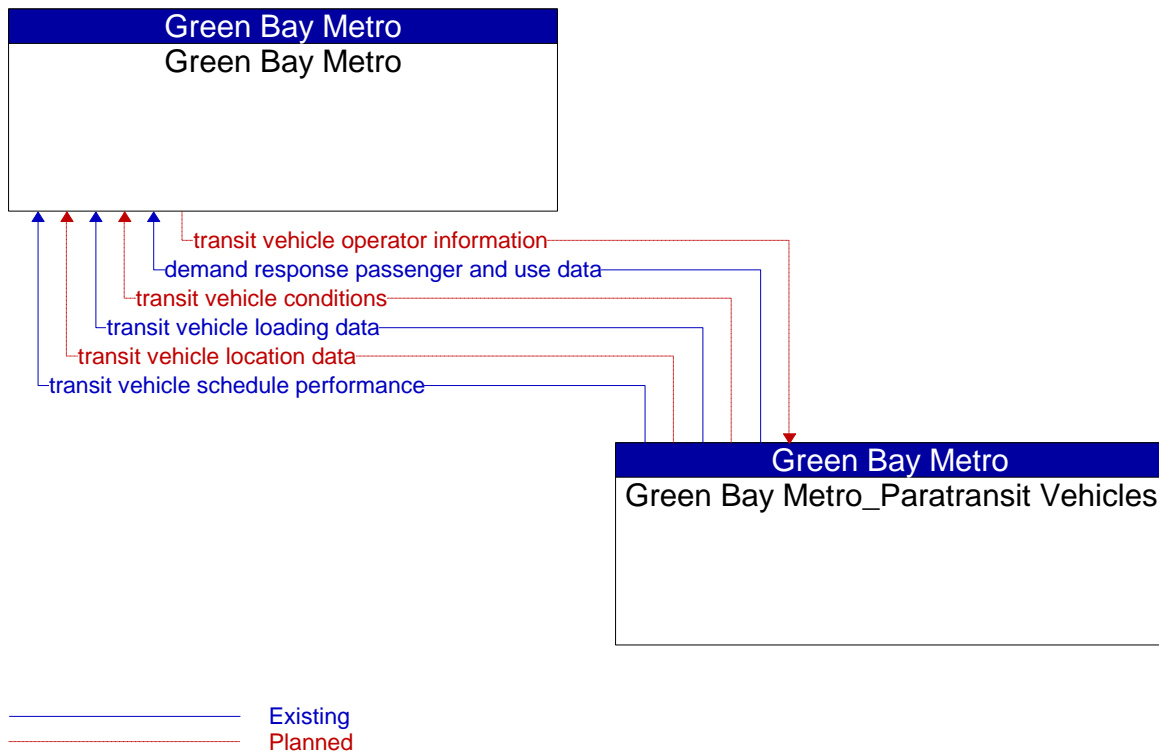 Green Bay Metro
Green Bay Metro
transit vehicle operator information
demand response passenger and use data
transit vehicle conditions
transit vehicle loading data
transit vehicle location data
transit vehicle schedule performance
Green Bay Metro
Green Bay Metro_Paratransit Vehicles
Existing
Planned